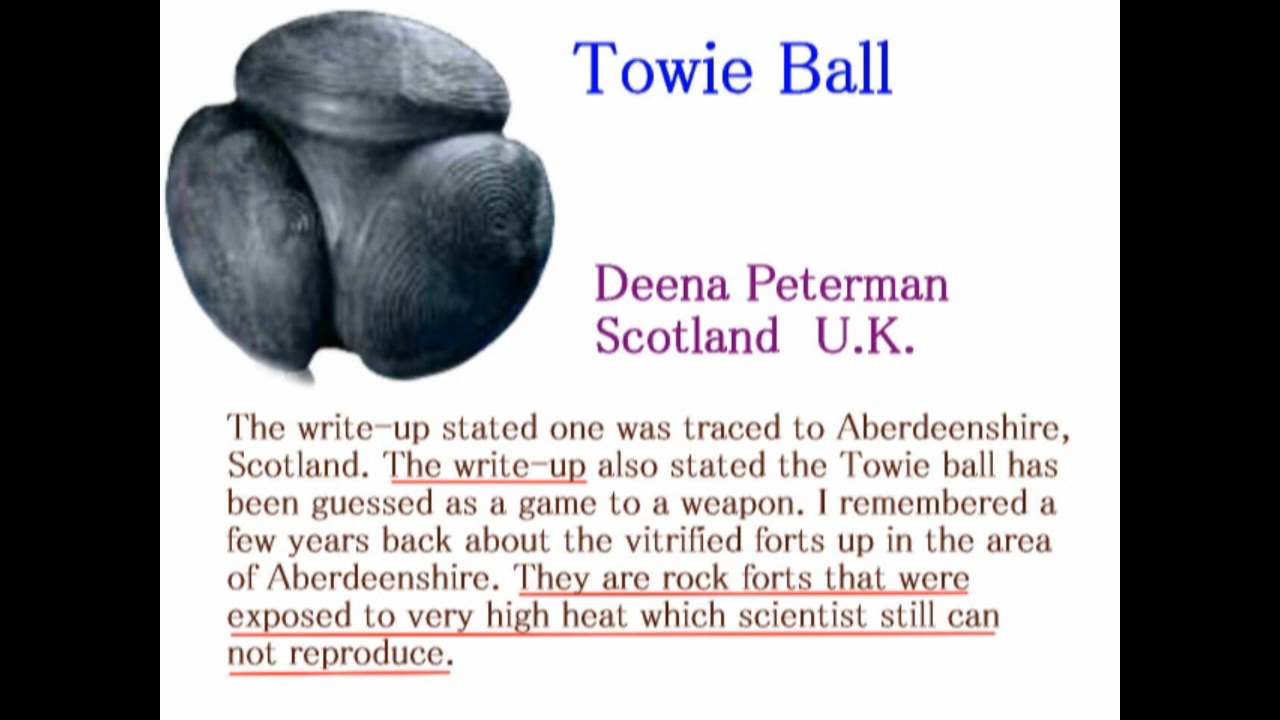 Towie Ball
Deena Peterman
Scotland U.K.
The write-up stated one was traced to Aberdeenshire,
Scotland. The write-up also stated the Towie ball has
been guessed as a game to a weapon. I remembered a
few years back about the vitrified forts up in the area
of Aberdeenshire. They are rock forts that were
exposed to very high heat which scientist still can
not reproduce.